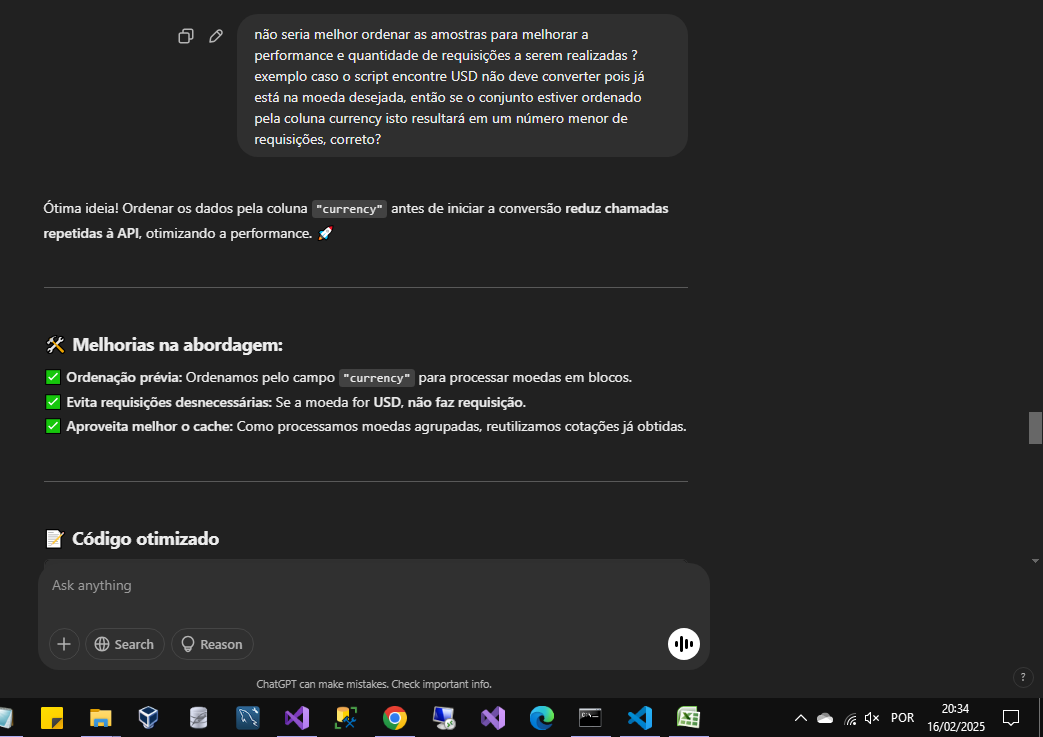 não seria melhor ordenar as amostras para melhorar a
performance e quantidade de requisições a serem realizadas ?
exemplo caso o script encontre USD não deve converter pois já
está na moeda desejada, então se o conjunto estiver ordenado
pela coluna currency isto resultará em um número menor de
requisições, correto?
Ótima ideia! Ordenar os dados pela coluna "currency" antes de iniciar a conversão reduz chamadas
repetidas à API, otimizando a performance. 🚀
🛠 Melhorias na abordagem:
✅ Ordenação prévia: Ordenamos pelo campo "currency" para processar moedas em blocos.
✅ Evita requisições desnecessárias: Se a moeda for USD, não faz requisição.
✅ Aproveita melhor o cache: Como processamos moedas agrupadas, reutilizamos cotações já obtidas.
📝 Código otimizado
Ask anything
Search Reason
ChatGPT can make mistakes. Check important info.
?
POR
20:34
16/02/2025